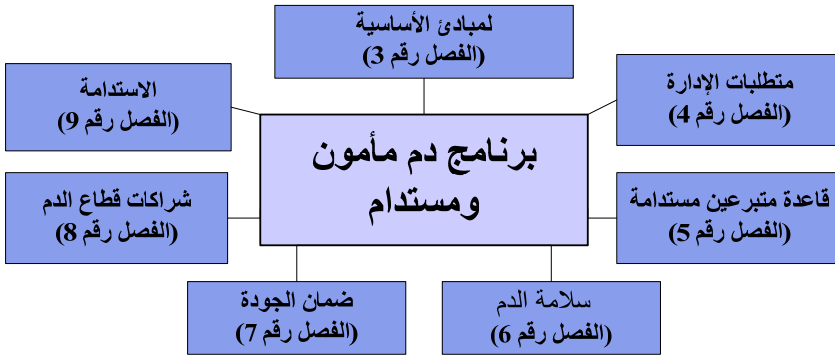 لمبادئ الأساسية
(الفصل رقم 3)
متطلبات الإدارة
(الفصل رقم 4)
الاستدامة
(الفصل رقم 9)
برنامج دم مأمون
ومستدام
قاعدة متبرعين مستدامة
(الفصل رقم 5)
شراكات قطاع الدم
(الفصل رقم 8)
سلامة الدم
(الفصل رقم 6)
ضمان الجودة
(الفصل رقم 7)